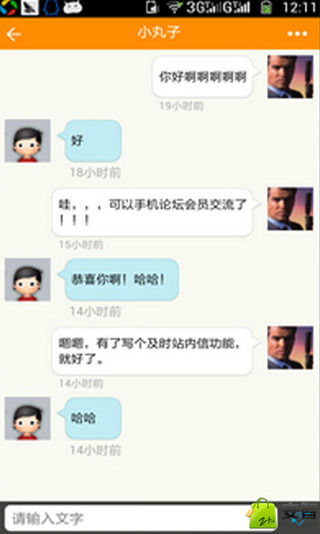 3G G 12:11
小丸子
你好啊啊啊啊啊
19小时前
好
18小时前
哇，，，可以手机论坛会员交流了
！！！
15小时前
恭喜你啊！哈哈！
14小时前
嗯嗯，有了写个及时站内信功能，
就好了。
14小时前
哈哈
14小时前
请输入文字